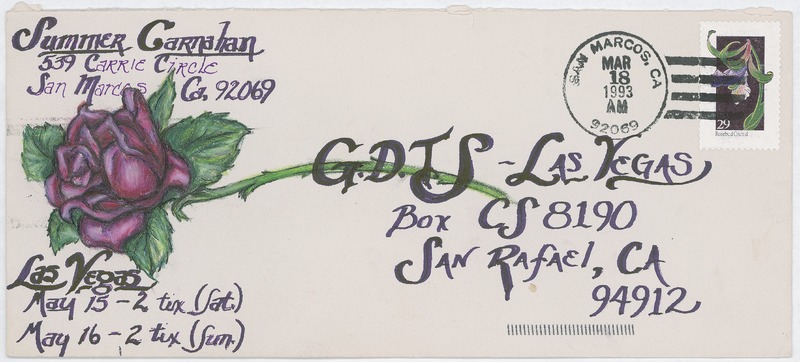 Summer Carnahan
539 Carrie Circle
San Marcos Ca. 92069
SAN MARCOS, CA
MAR
18
1993
AM
92069
29
G.D.T.S - Las Vegas
Box CS 8190
San Rafael, CA
94912
Las Vegas
May 15 - 2 tix (Sat.)
May 16 - 2 tix (Sun.)